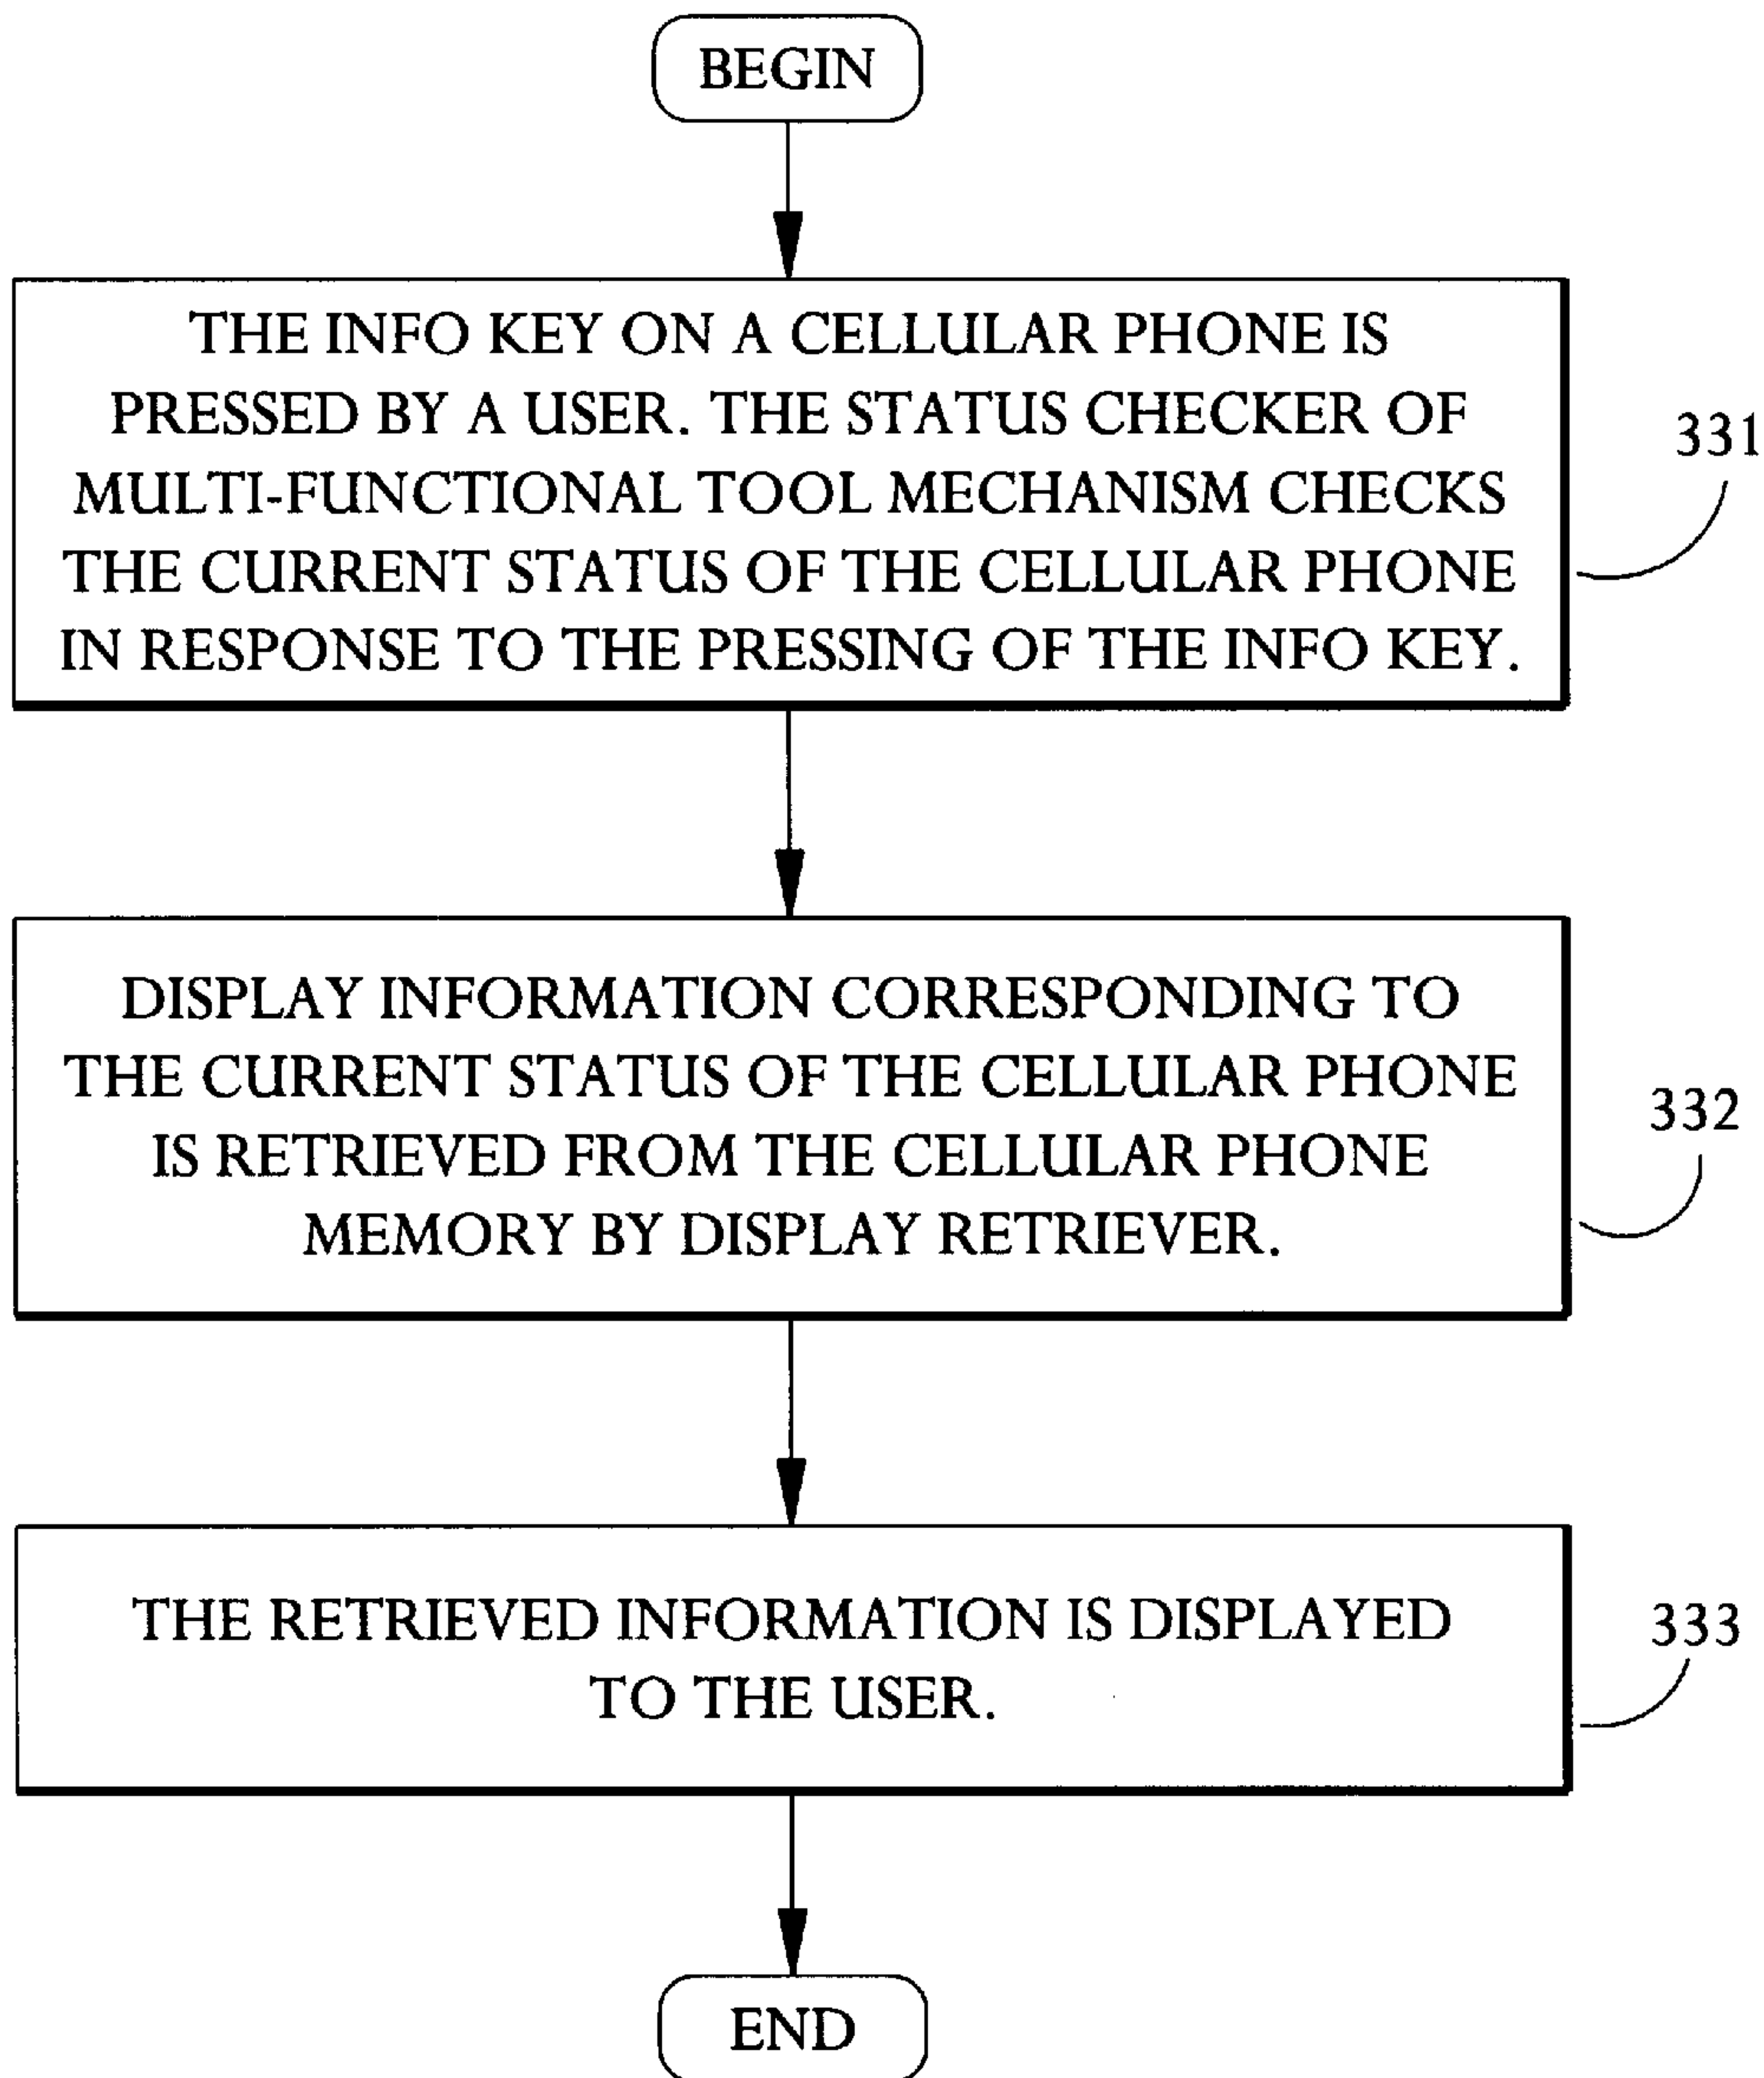 BEGIN
THE INFO KEY ON A CELLULAR PHONE IS
PRESSED BY A USER. THE STATUS CHECKER OF
MULTI-FUNCTIONAL TOOL MECHANISM CHECKS
THE CURRENT STATUS OF THE CELLULAR PHONE
IN RESPONSE TO THE PRESSING OF THE INFO KEY.
331
DISPLAY INFORMATION CORRESPONDING TO
THE CURRENT STATUS OF THE CELLULAR PHONE
IS RETRIEVED FROM THE CELLULAR PHONE
MEMORY BY DISPLAY RETRIEVER.
332
THE RETRIEVED INFORMATION IS DISPLAYED
TO THE USER.
333
END